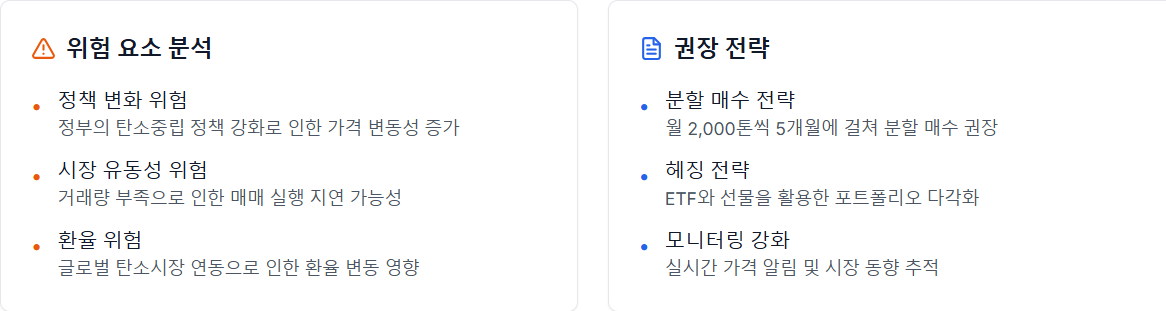 위험 요소 분석
정책 변화 위험
정부의 탄소중립 정책 강화로 인한 가격 변동성 증가
시장 유동성 위험
거래량 부족으로 인한 매매 실행 지연 가능성
환율 위험
글로벌 탄소시장 연동으로 인한 환율 변동 영향
권장 전략
분할 매수 전략
월 2,000톤씩 5개월에 걸쳐 분할 매수 권장
헤징 전략
ETF와 선물을 활용한 포트폴리오 다각화
모니터링 강화
실시간 가격 알림 및 시장 동향 추적